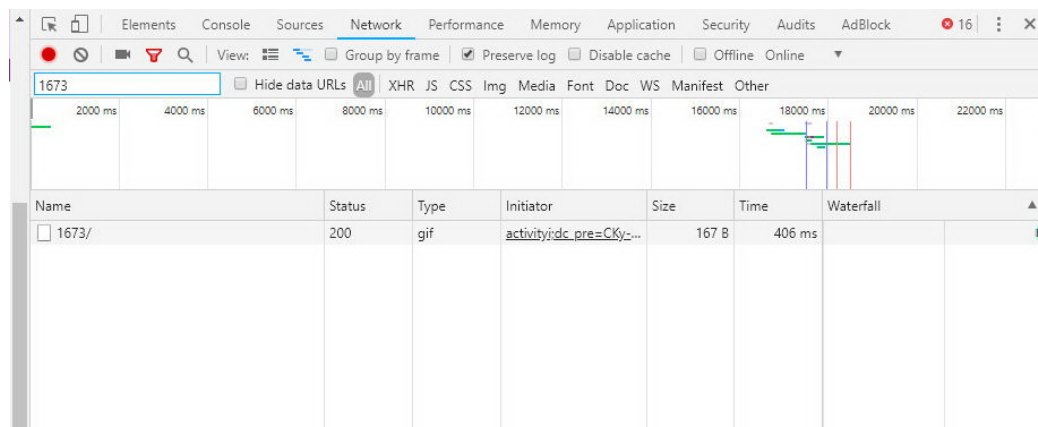 Elements Console Sources Network Performance Memory Application Security Audits AdBlock 16
View: Group by frame Preserve log Disable cache Offline Online
1673 Hide data URLs All XHR JS CSS Img Media Font Doc WS Manifest Other
2000 ms 4000 ms 6000 ms 8000 ms 10000 ms 12000 ms 14000 ms 16000 ms 18000 ms 20000 ms 22000 ms
Name Status Type Initiator Size Time Waterfall
1673/ 200 gif activityi;dc_pre=CKy-... 167 B 406 ms